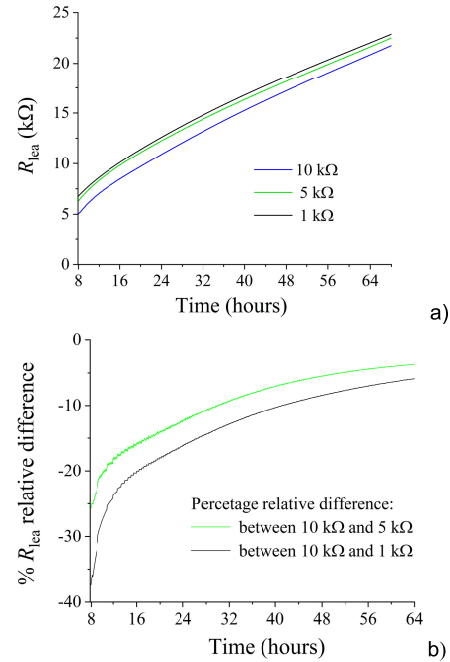 25
20
15
10
5
0
R_lea (kΩ)
10 kΩ
5 kΩ
1 kΩ
8 16 24 32 40 48 56 64
Time (hours)
a)
0
-10
-20
-30
-40
% R_lea relative difference
Percetage relative difference:
between 10 kΩ and 5 kΩ
between 10 kΩ and 1 kΩ
8 16 24 32 40 48 56 64
Time (hours)
b)